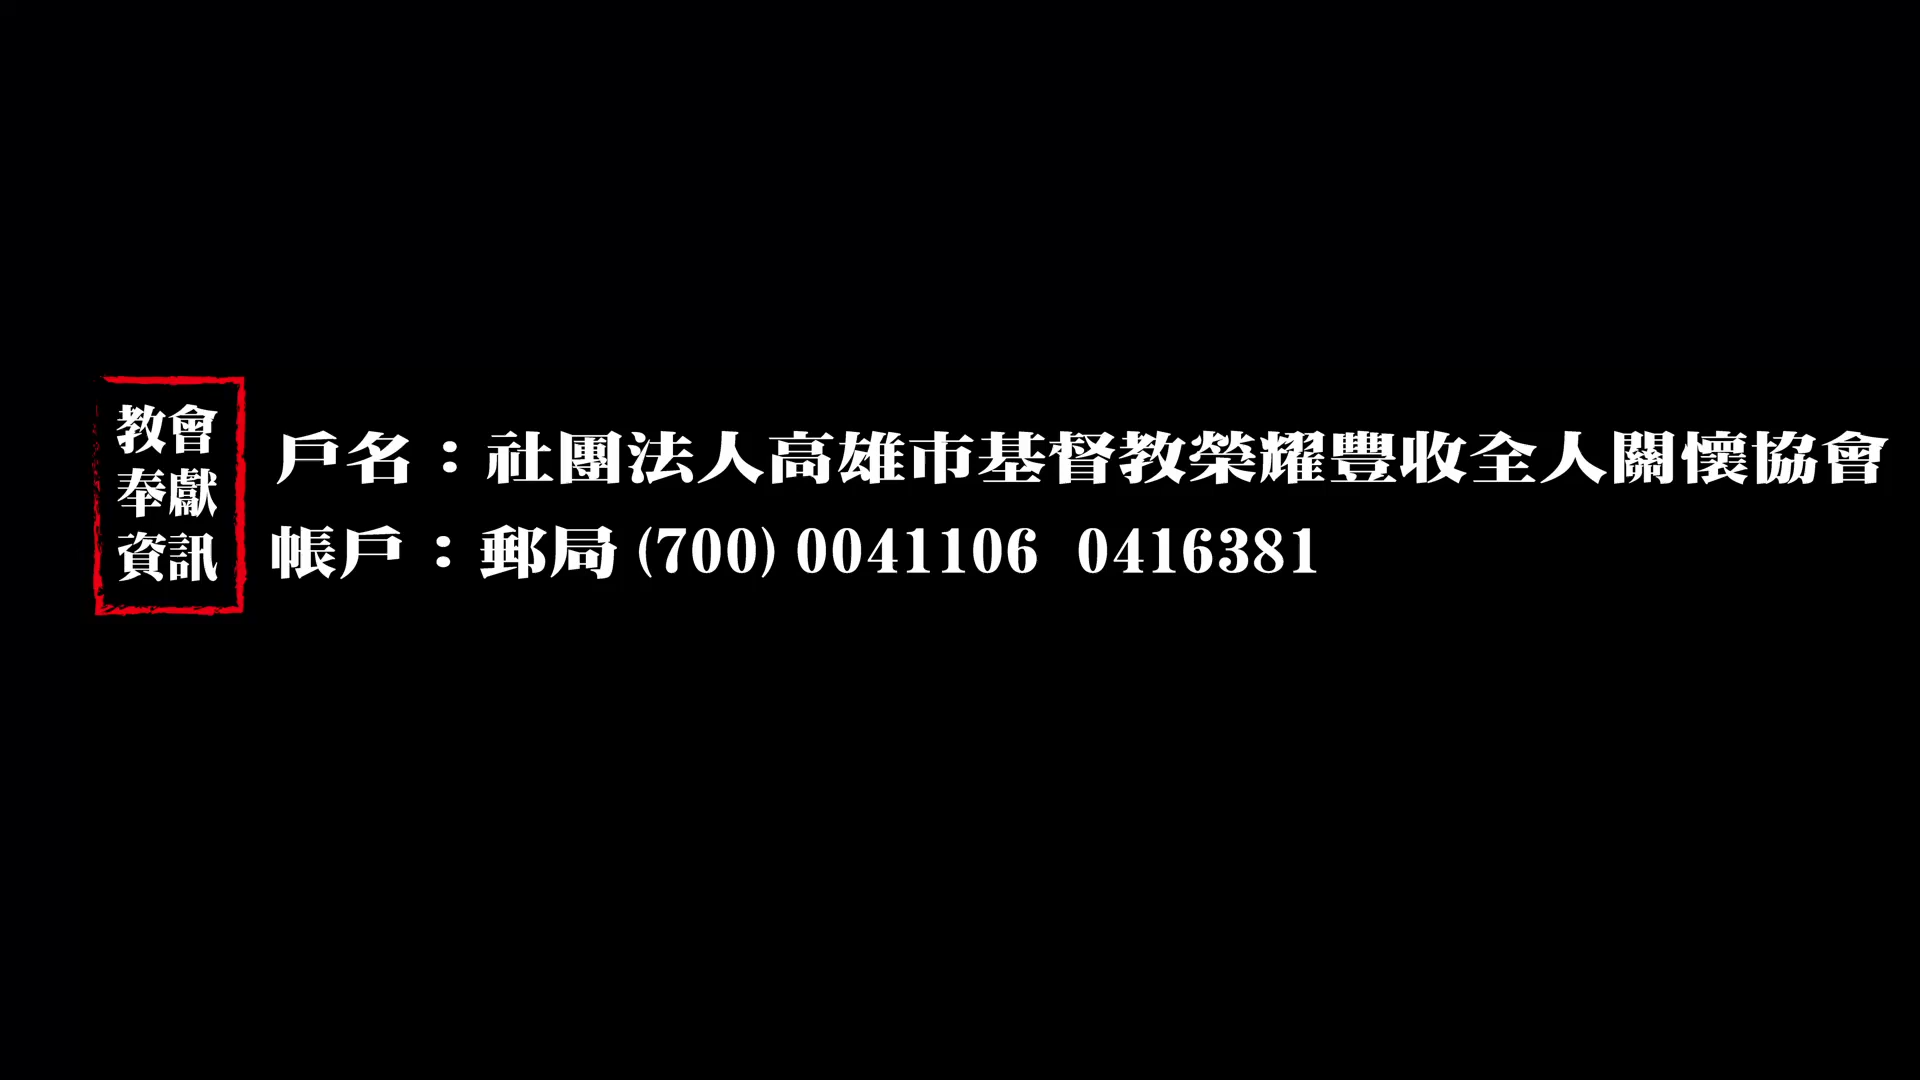 教會
奉獻
資訊
戶名：社團法人高雄市基督教榮耀豐收全人關懷協會
帳戶：郵局 (700) 0041106  0416381